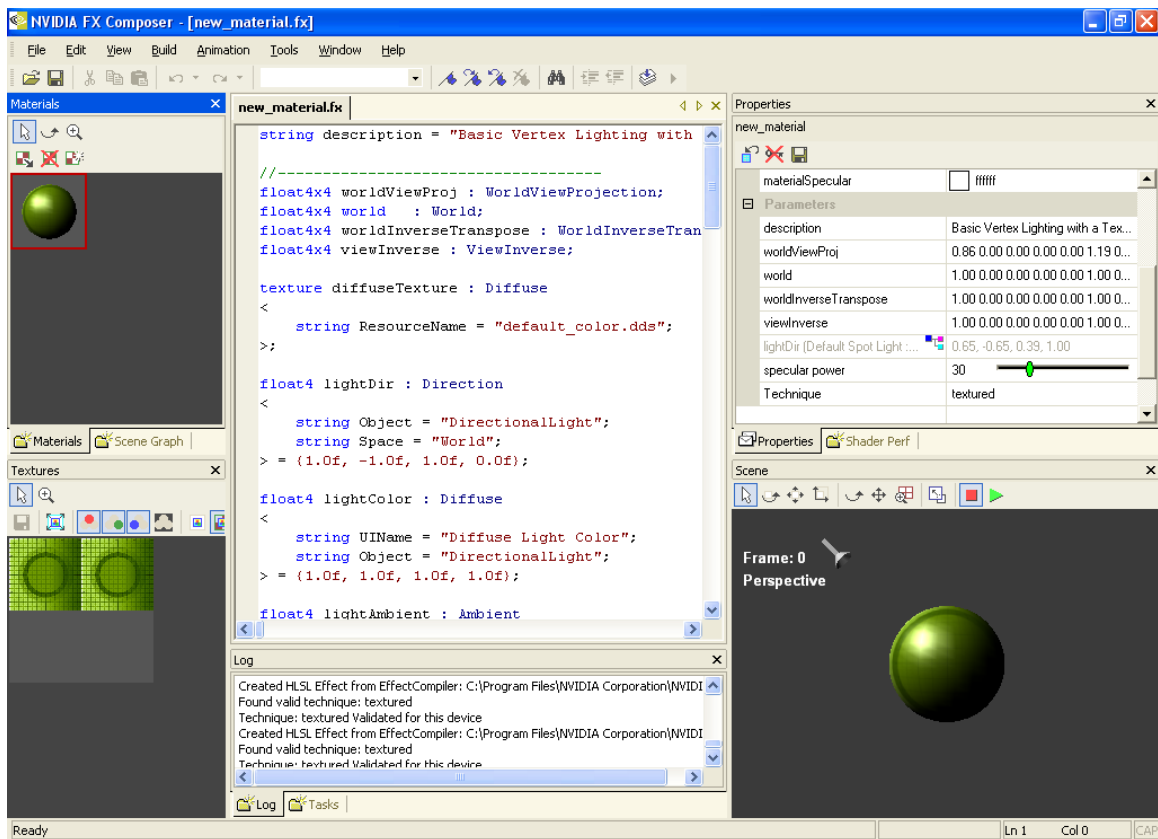 NVIDIA FX Composer - [new_material.fx]
File Edit View Build Animation Tools Window Help
Materials
Materials Scene Graph
Textures
new_material.fx
string description = "Basic Vertex Lighting with
//------------------------------------
float4x4 worldViewProj : WorldViewProjection;
float4x4 world : World;
float4x4 worldInverseTranspose : WorldInverseTran
float4x4 viewInverse : ViewInverse;
texture diffuseTexture : Diffuse
<
string ResourceName = "default_color.dds";
>;
float4 lightDir : Direction
<
string Object = "DirectionalLight";
string Space = "World";
> = {1.0f, -1.0f, 1.0f, 0.0f};
float4 lightColor : Diffuse
<
string UIName = "Diffuse Light Color";
string Object = "DirectionalLight";
> = {1.0f, 1.0f, 1.0f, 1.0f};
float4 lightAmbient : Ambient
Log
Created HLSL Effect from EffectCompiler: C:\Program Files\NVIDIA Corporation\NVIDI
Found valid technique: textured
Technique: textured Validated for this device
Created HLSL Effect from EffectCompiler: C:\Program Files\NVIDIA Corporation\NVIDI
Found valid technique: textured
Technique: textured Validated for this device
Log Tasks
Properties
new_material
materialSpecular ffffff
Parameters
description Basic Vertex Lighting with a Tex...
worldViewProj 0.86 0.00 0.00 0.00 0.00 1.19 0...
world 1.00 0.00 0.00 0.00 0.00 1.00 0...
worldInverseTranspose 1.00 0.00 0.00 0.00 0.00 1.00 0...
viewInverse 1.00 0.00 0.00 0.00 0.00 1.00 0...
lightDir (Default Spot Light :... 0.65, -0.65, 0.39, 1.00
specular power 30
Technique textured
Properties Shader Perf
Scene
Frame: 0
Perspective
Ready Ln 1 Col 0 CAP